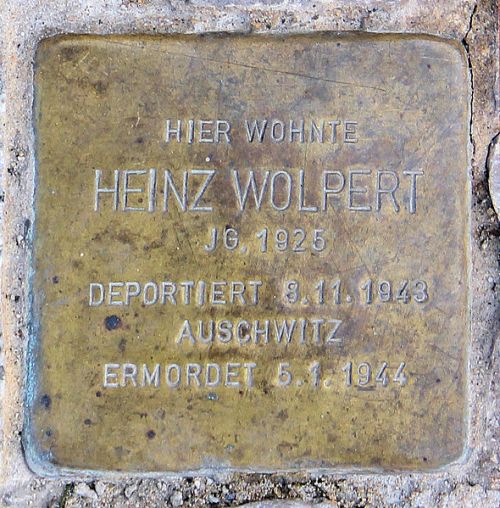 HIER WOHNTE
HEINZ WOLPERT
JG. 1925
DEPORTIERT 8.11.1943
AUSCHWITZ
ERMORDET 5.1.1944